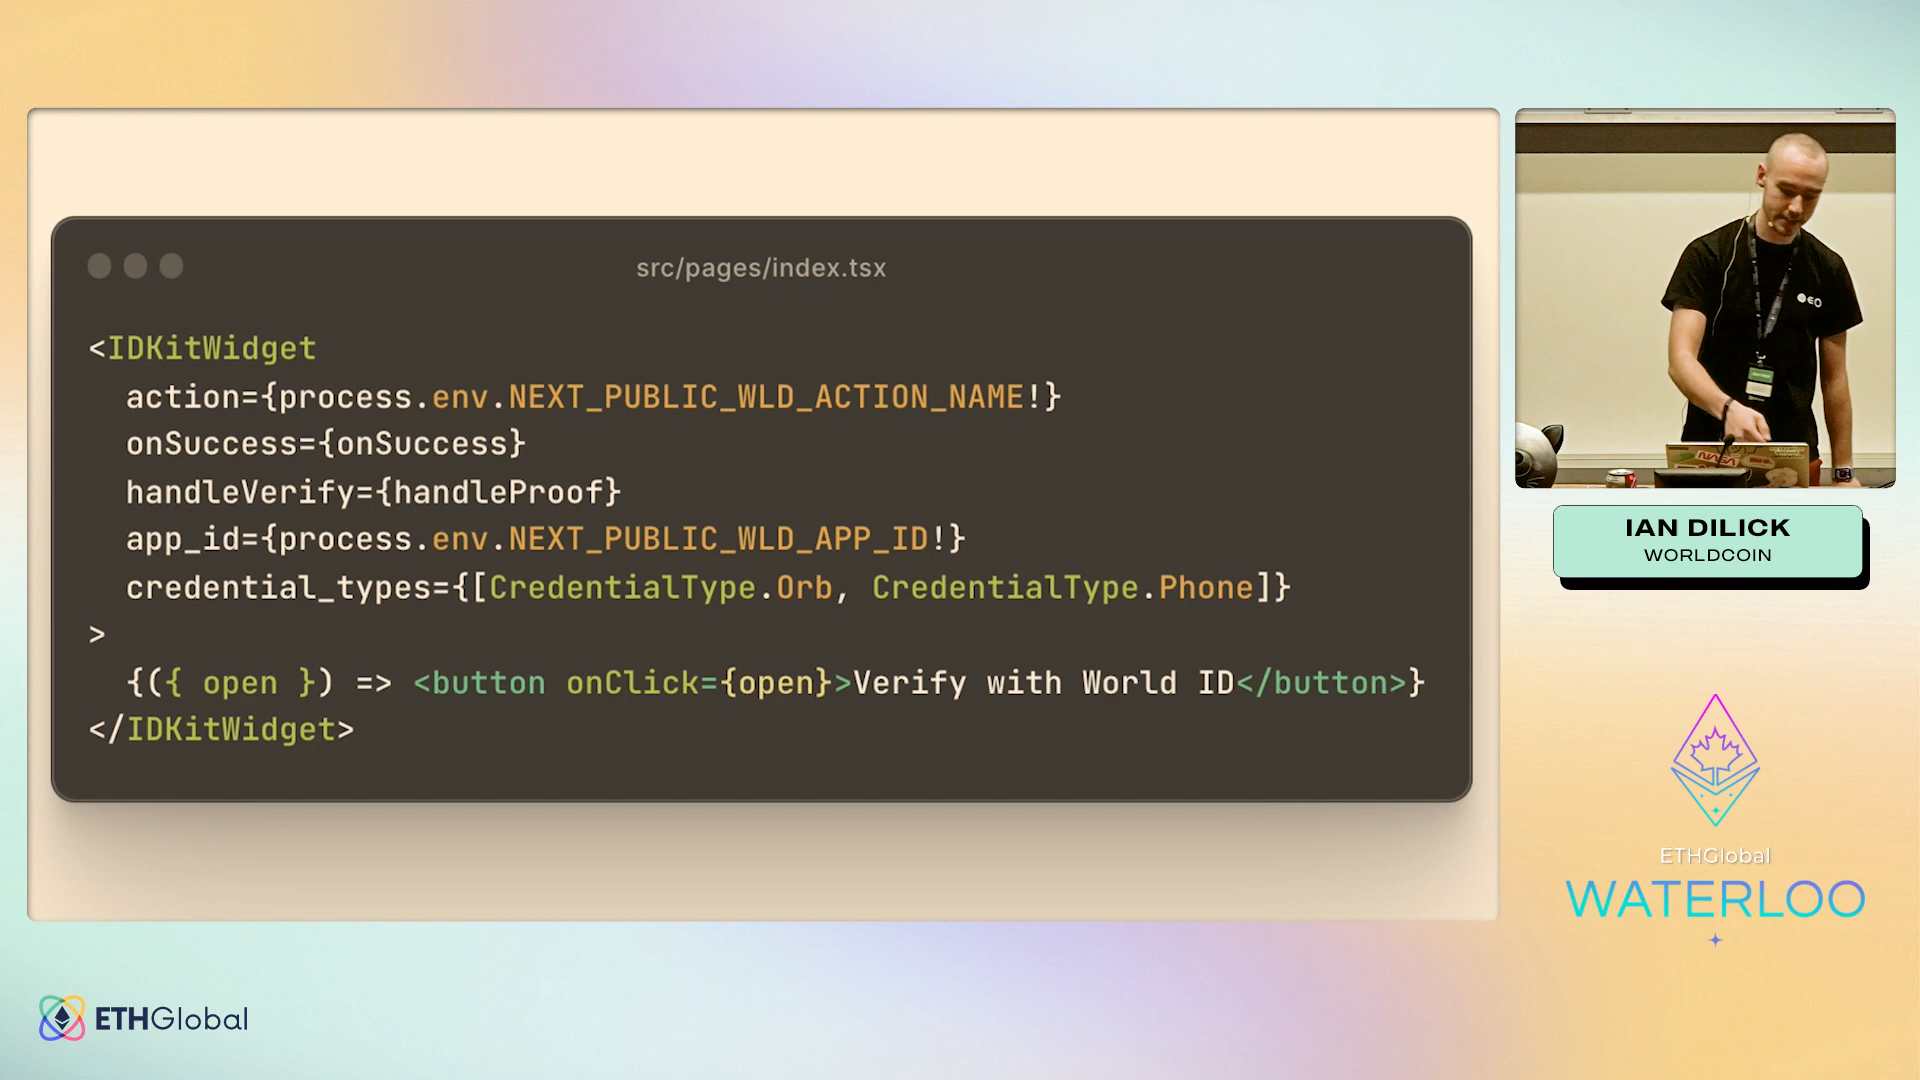 src/pages/index.tsx
<IDKitWidget
action={process.env.NEXT_PUBLIC_WLD_ACTION_NAME!}
onSuccess={onSuccess}
handleVerify={handleProof}
app_id={process.env.NEXT_PUBLIC_WLD_APP_ID!}
credential_types={[CredentialType.Orb, CredentialType.Phone]}
>
{({ open }) => <button onClick={open}>Verify with World ID</button>}
</IDKitWidget>
NASA
IAN DILICK
WORLDCOIN
ETHGlobal
WATERLOO
ETHGlobal